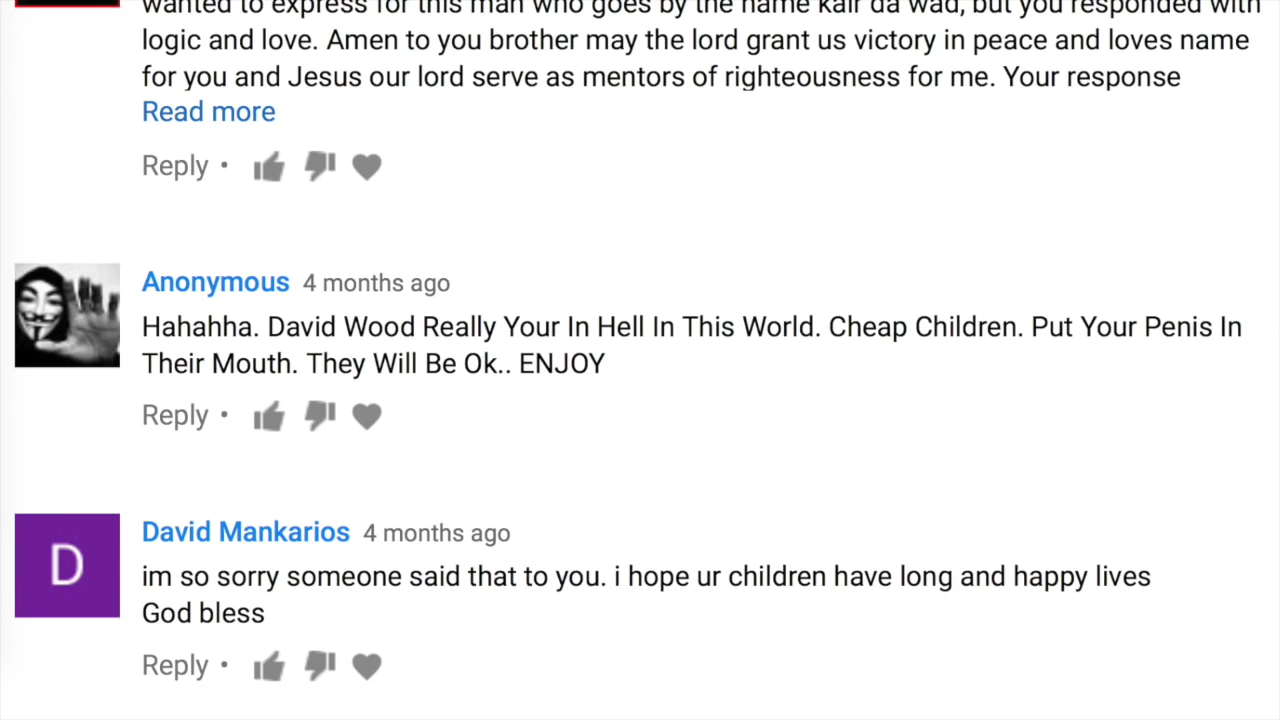 wanted to express for this man who goes by the name kair da wad, but you responded with
logic and love. Amen to you brother may the lord grant us victory in peace and loves name
for you and Jesus our lord serve as mentors of righteousness for me. Your response
Read more
Reply •
Anonymous 4 months ago
Hahahha. David Wood Really Your In Hell In This World. Cheap Children. Put Your Penis In
Their Mouth. They Will Be Ok.. ENJOY
Reply •
D
David Mankarios 4 months ago
im so sorry someone said that to you. i hope ur children have long and happy lives
God bless
Reply •